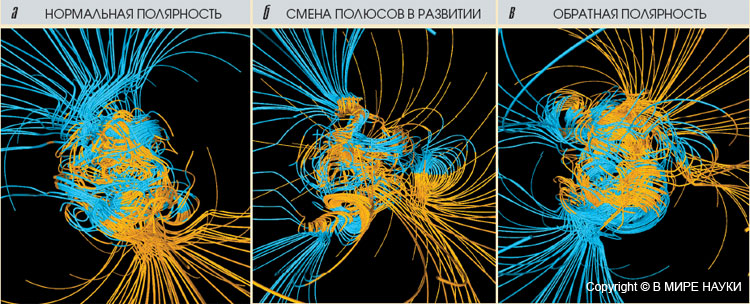 а НОРМАЛЬНАЯ ПОЛЯРНОСТЬ
б СМЕНА ПОЛЮСОВ В РАЗВИТИИ
в ОБРАТНАЯ ПОЛЯРНОСТЬ
Copyright © В МИРЕ НАУКИ